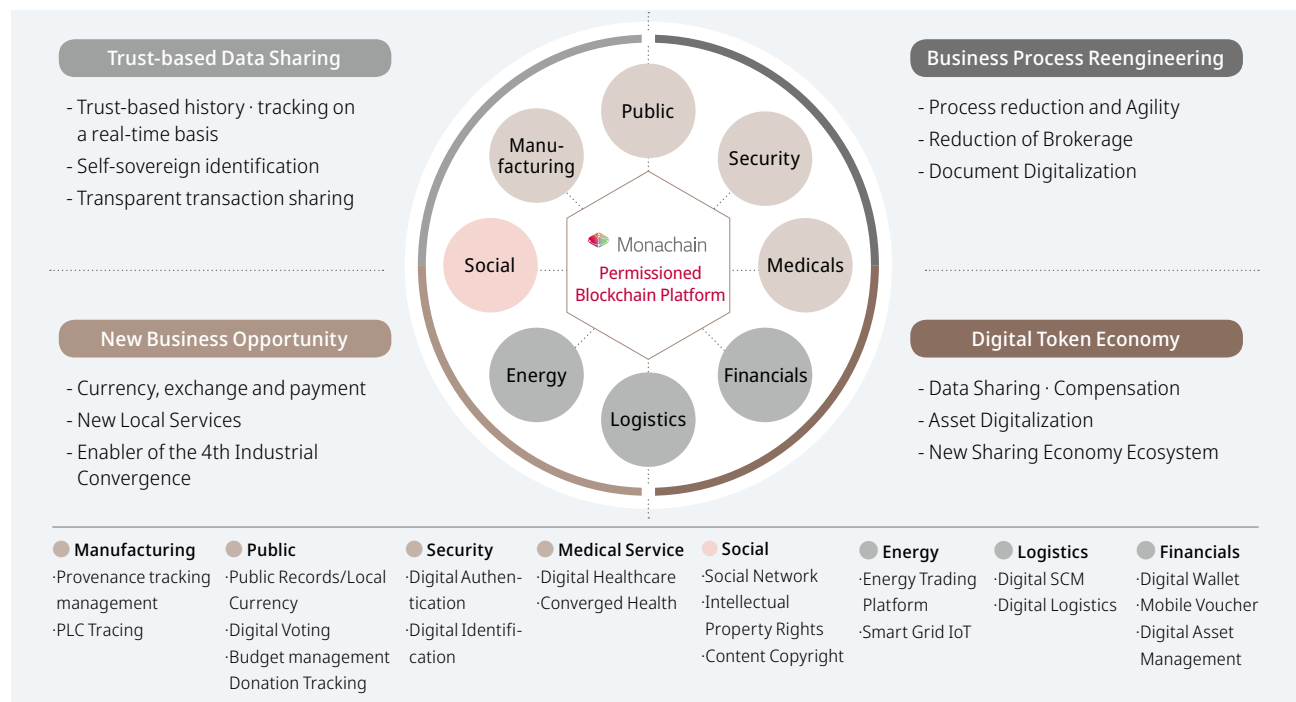 Trust-based Data Sharing
- Trust-based history · tracking on
a real-time basis
- Self-sovereign identification
- Transparent transaction sharing
Business Process Reengineering
- Process reduction and Agility
- Reduction of Brokerage
- Document Digitalization
Public
Manu-
facturing
Security
Social
Monachain
Permissioned
Blockchain Platform
Medicals
Energy
Financials
Logistics
New Business Opportunity
- Currency, exchange and payment
- New Local Services
- Enabler of the 4th Industrial
Convergence
Digital Token Economy
- Data Sharing · Compensation
- Asset Digitalization
- New Sharing Economy Ecosystem
Manufacturing
·Provenance tracking
management
·PLC Tracing
Public
·Public Records/Local
Currency
·Digital Voting
·Budget management
Donation Tracking
Security
·Digital Authen-
tication
·Digital Identifi-
cation
Medical Service
·Digital Healthcare
·Converged Health
Social
·Social Network
·Intellectual
Property Rights
·Content Copyright
Energy
·Energy Trading
Platform
·Smart Grid IoT
Logistics
·Digital SCM
·Digital Logistics
Financials
·Digital Wallet
·Mobile Voucher
·Digital Asset
Management